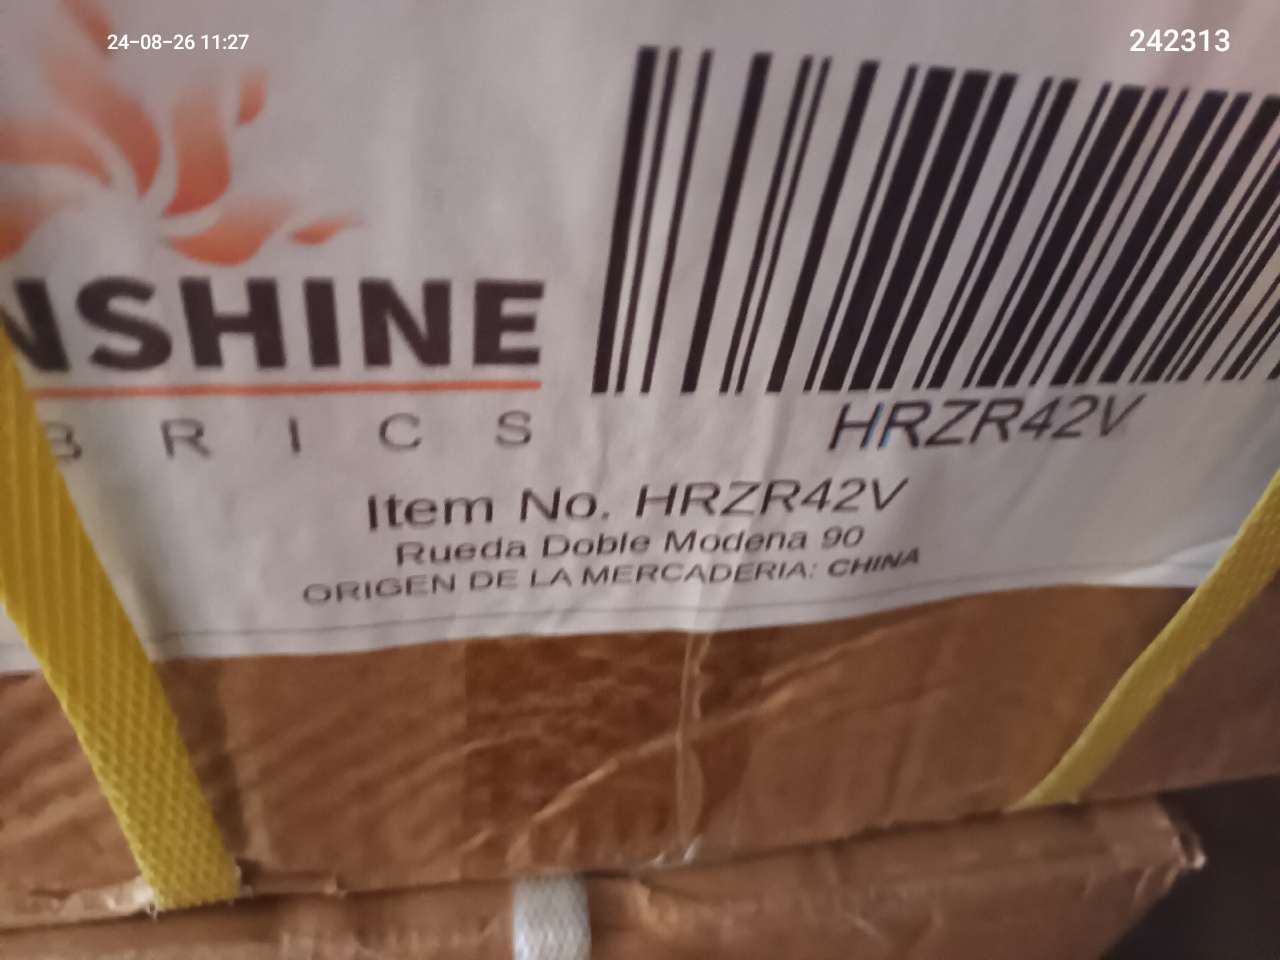 24-08-26 11:27
242313
NSHINE
BRICS
HRZR42V
Item No. HRZR42V
Rueda Doble Modena 90
ORIGEN DE LA MERCADERIA: CHINA